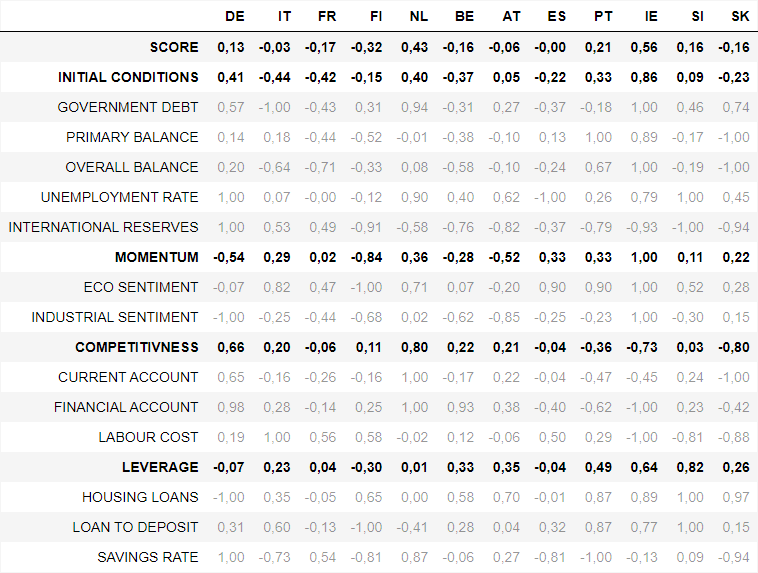 DE IT FR FI NL BE AT ES PT IE SI SK
SCORE 0,13 -0,03 -0,17 -0,32 0,43 -0,16 -0,06 -0,00 0,21 0,56 0,16 -0,16
INITIAL CONDITIONS 0,41 -0,44 -0,42 -0,15 0,40 -0,37 0,05 -0,22 0,33 0,86 0,09 -0,23
GOVERNMENT DEBT 0,57 -1,00 -0,43 0,31 0,94 -0,31 0,27 -0,37 -0,18 1,00 0,46 0,74
PRIMARY BALANCE 0,14 0,18 -0,44 -0,52 -0,01 -0,38 -0,10 0,13 1,00 0,89 -0,17 -1,00
OVERALL BALANCE 0,20 -0,64 -0,71 -0,33 0,08 -0,58 -0,10 -0,24 0,67 1,00 -0,19 -1,00
UNEMPLOYMENT RATE 1,00 0,07 -0,00 -0,12 0,90 0,40 0,62 -1,00 0,26 0,79 1,00 0,45
INTERNATIONAL RESERVES 1,00 0,53 0,49 -0,91 -0,58 -0,76 -0,82 -0,37 -0,79 -0,93 -1,00 -0,94
MOMENTUM -0,54 0,29 0,02 -0,84 0,36 -0,28 -0,52 0,33 0,33 1,00 0,11 0,22
ECO SENTIMENT -0,07 0,82 0,47 -1,00 0,71 0,07 -0,20 0,90 0,90 1,00 0,52 0,28
INDUSTRIAL SENTIMENT -1,00 -0,25 -0,44 -0,68 0,02 -0,62 -0,85 -0,25 -0,23 1,00 -0,30 0,15
COMPETITIVNESS 0,66 0,20 -0,06 0,11 0,80 0,22 0,21 -0,04 -0,36 -0,73 0,03 -0,80
CURRENT ACCOUNT 0,65 -0,16 -0,26 -0,16 1,00 -0,17 0,22 -0,04 -0,47 -0,45 0,24 -1,00
FINANCIAL ACCOUNT 0,98 0,28 -0,14 0,25 1,00 0,93 0,38 -0,40 -0,62 -1,00 0,23 -0,42
LABOUR COST 0,19 1,00 0,56 0,58 -0,02 0,12 -0,06 0,50 0,29 -1,00 -0,81 -0,88
LEVERAGE -0,07 0,23 0,04 -0,30 0,01 0,33 0,35 -0,04 0,49 0,64 0,82 0,26
HOUSING LOANS -1,00 0,35 -0,05 0,65 0,00 0,58 0,70 -0,01 0,87 0,89 1,00 0,97
LOAN TO DEPOSIT 0,31 0,60 -0,13 -1,00 -0,41 0,28 0,04 0,32 0,87 0,77 1,00 0,15
SAVINGS RATE 1,00 -0,73 0,54 -0,81 0,87 -0,06 0,27 -0,81 -1,00 -0,13 0,09 -0,94